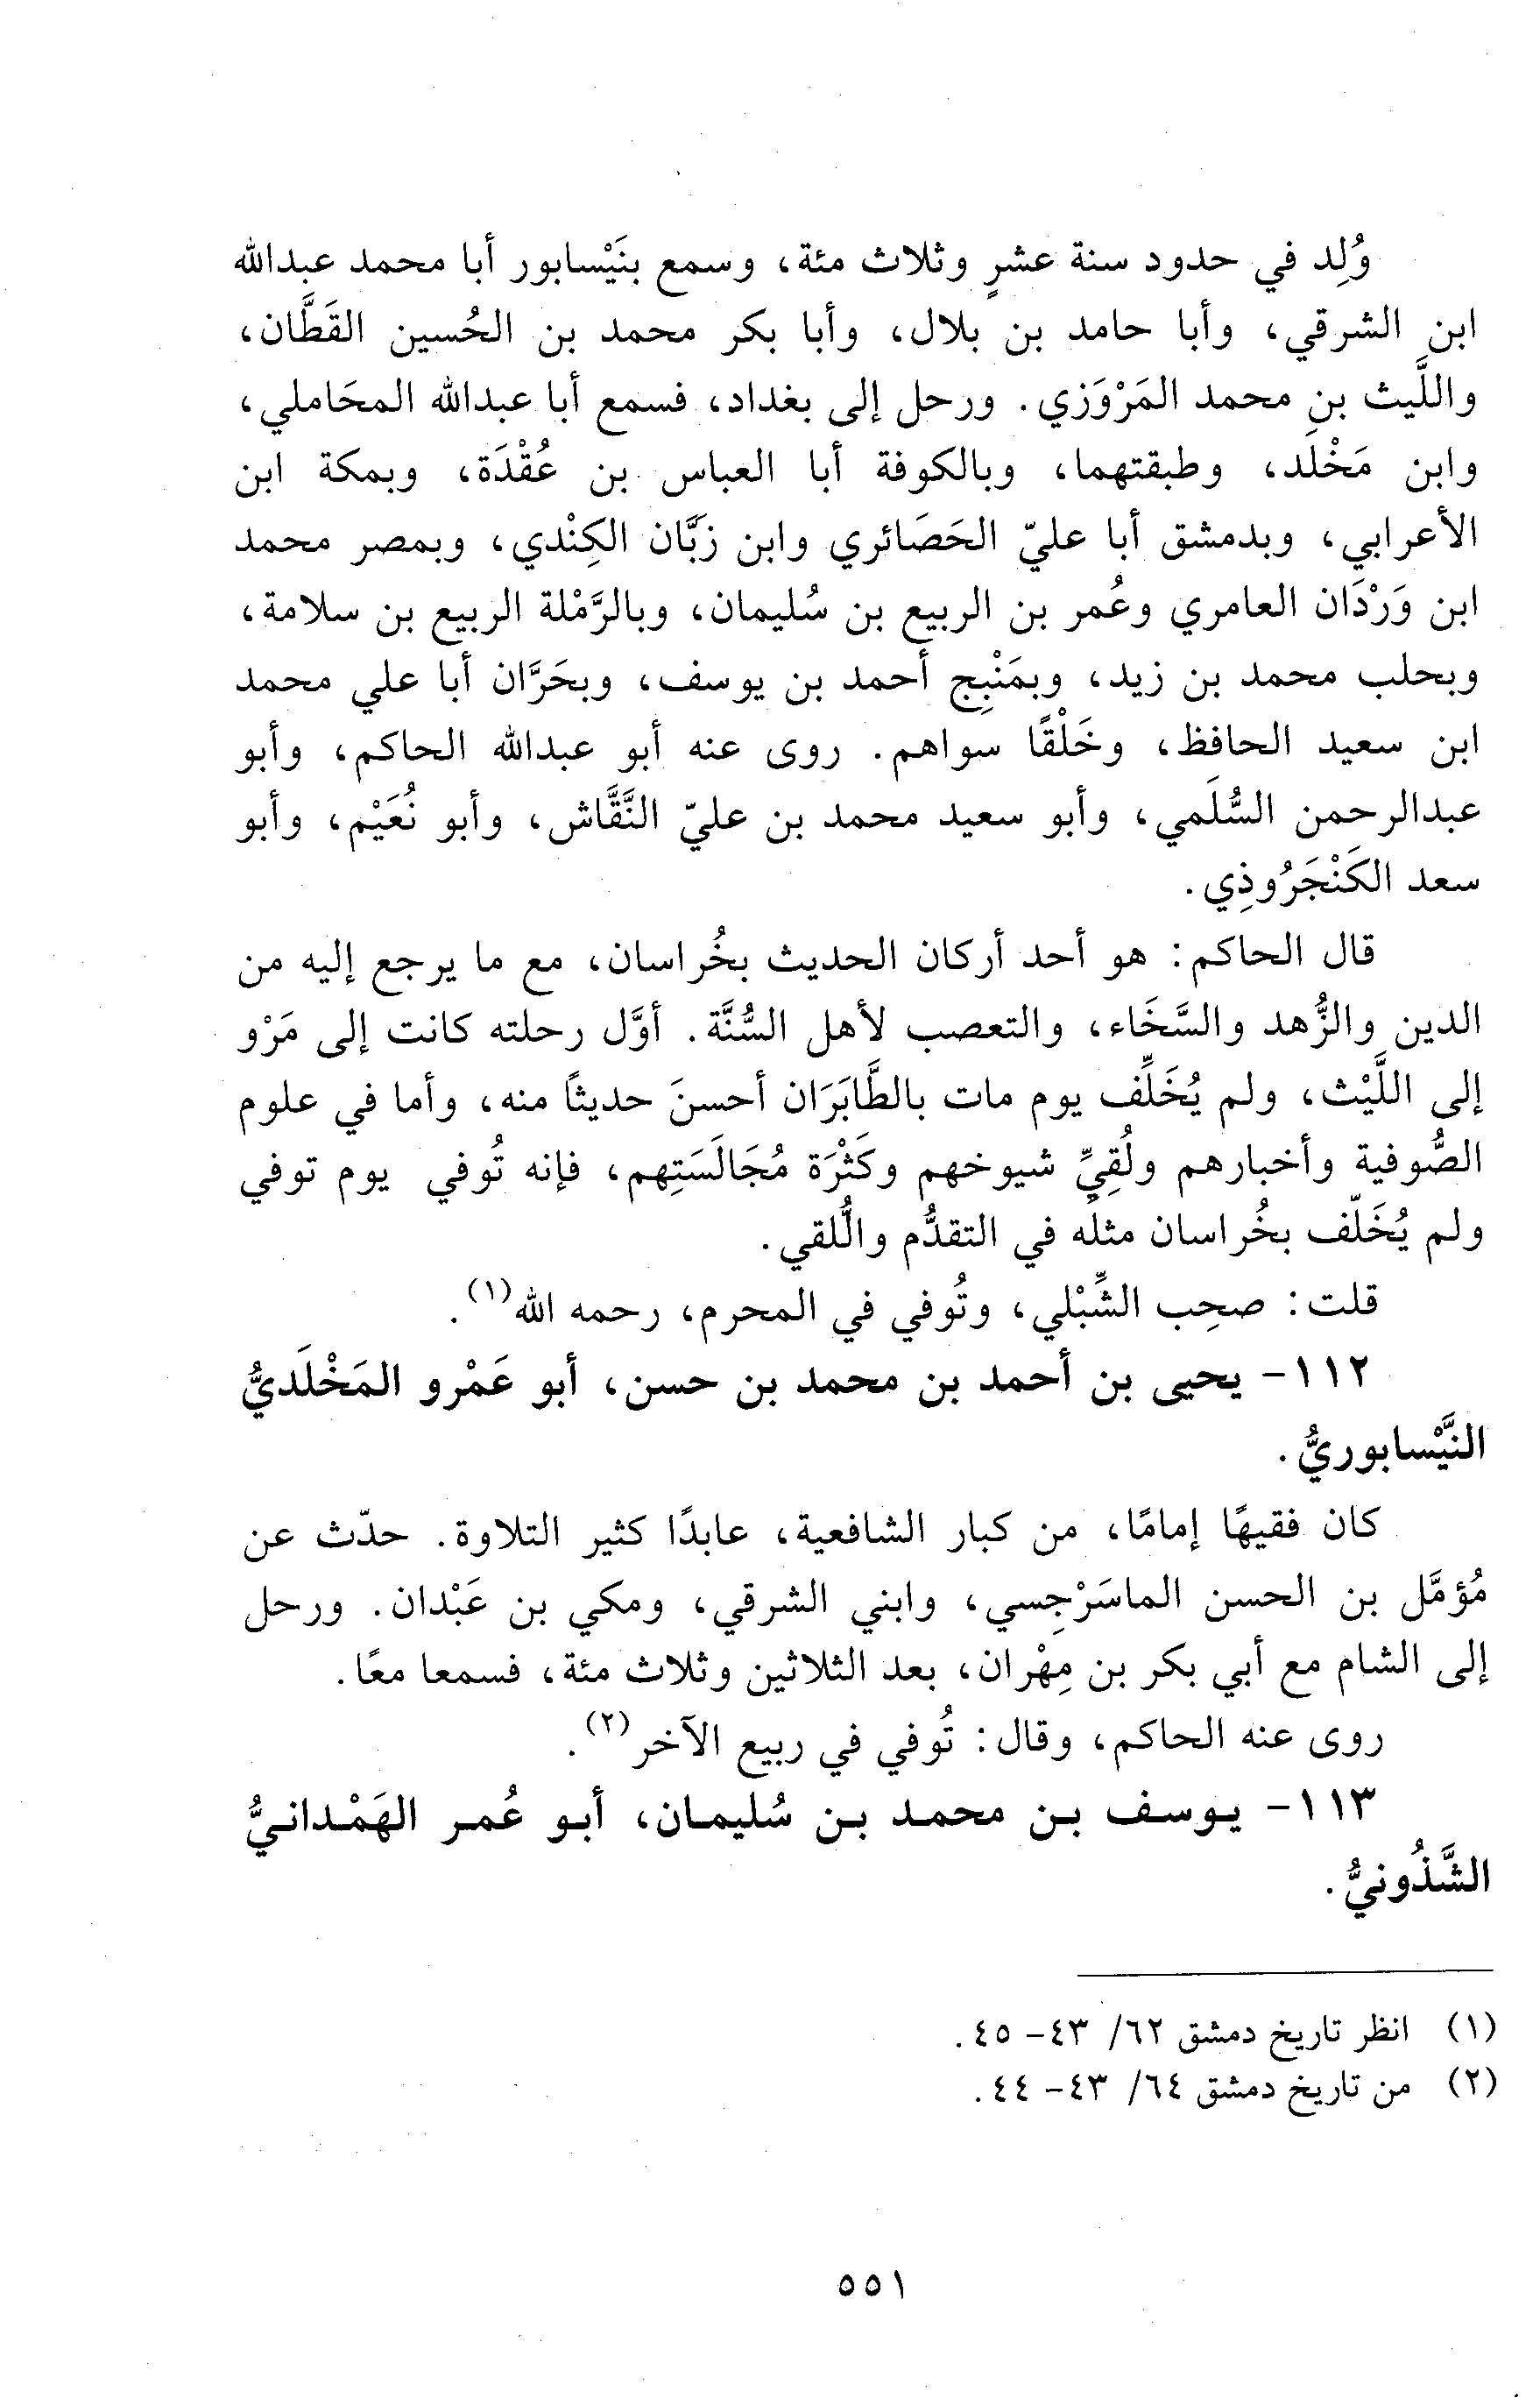 وُلِد في حدود سنة عشرٍ وثلاث مئة، وسمع بنَيْسابور أبا محمد عبدالله
ابن الشرقي، وأبا حامد بن بلال، وأبا بكر محمد بن الحُسين القَطَّان،
واللَّيث بنِ محمد المَرْوَزي. ورحل إلى بغداد، فسمع أبا عبدالله المحَاملي،
وابن مَخْلَد، وطبقتهما، وبالكوفة أبا العباس بن عُقْدَة، وبمكة ابن
الأعرابي، وبدمشق أبا عليّ الحَصَائري وابن زَبَّان الكِنْدي، وبمصر محمد
ابن وَرْدَان العامري وعُمر بن الربيع بن سُليمان، وبالرَّمْلة الربيع بن سلامة،
وبحلب محمد بن زيد، وبمَنْبِج أحمد بن يوسف، وبحَرَّان أبا علي محمد
ابن سعيد الحافظ، وخَلْقًا سواهم. روى عنه أبو عبدالله الحاكم، وأبو
عبدالرحمن السُّلَمي، وأبو سعيد محمد بن عليّ النَّقَّاش، وأبو نُعَيْم، وأبو
سعد الكَنْجَرُوذِي.
قال الحاكم: هو أحد أركان الحديث بخُراسان، مع ما يرجع إليه من
الدين والزُّهد والسَّخَاء، والتعصب لأهل السُّنَّة. أوَّل رحلته كانت إلى مَرْو
إلى اللَّيْث، ولم يُخَلِّف يوم مات بالطَّابَرَان أحسنَ حديثًا منه، وأما في علوم
الصُّوفية وأخبارهم ولُقِيِّ شيوخهم وكَثْرَة مُجَالَسَتِهم، فإنه تُوفي يوم توفي
ولم يُخَلّف بخُراسان مثلُه في التقدُّم والُّلقي.
قلت: صحِب الشِّبْلي، وتُوفي في المحرم، رحمه الله(١).
١١٢- يحيى بن أحمد بن محمد بن حسن، أبو عَمْرو المَخْلَديُّ
النَّيْسابوريُّ.
كان فقيهًا إمامًا، من كبار الشافعية، عابدًا كثير التلاوة. حدّث عن
مُؤمَّل بن الحسن الماسَرْجِسي، وابني الشرقي، ومكي بن عَبْدان. ورحل
إلى الشام مع أبي بكر بن مِهْران، بعد الثلاثين وثلاث مئة، فسمعا معًا.
روى عنه الحاكم، وقال: تُوفي في ربيع الآخر(٢).
١١٣- يوسف بن محمد بن سُليمان، أبو عُمر الهَمْدانيُّ
الشَّذُونيُّ.
(١) انظر تاريخ دمشق ٦٢/ ٤٣- ٤٥.
(٢) من تاريخ دمشق ٦٤/ ٤٣- ٤٤.
٥٥١